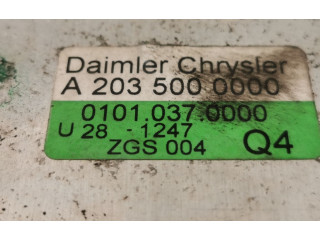 Daimler Chrysler
A 203 500 0000
0101.037.0000
U 28 - 1247
ZGS 004 Q4